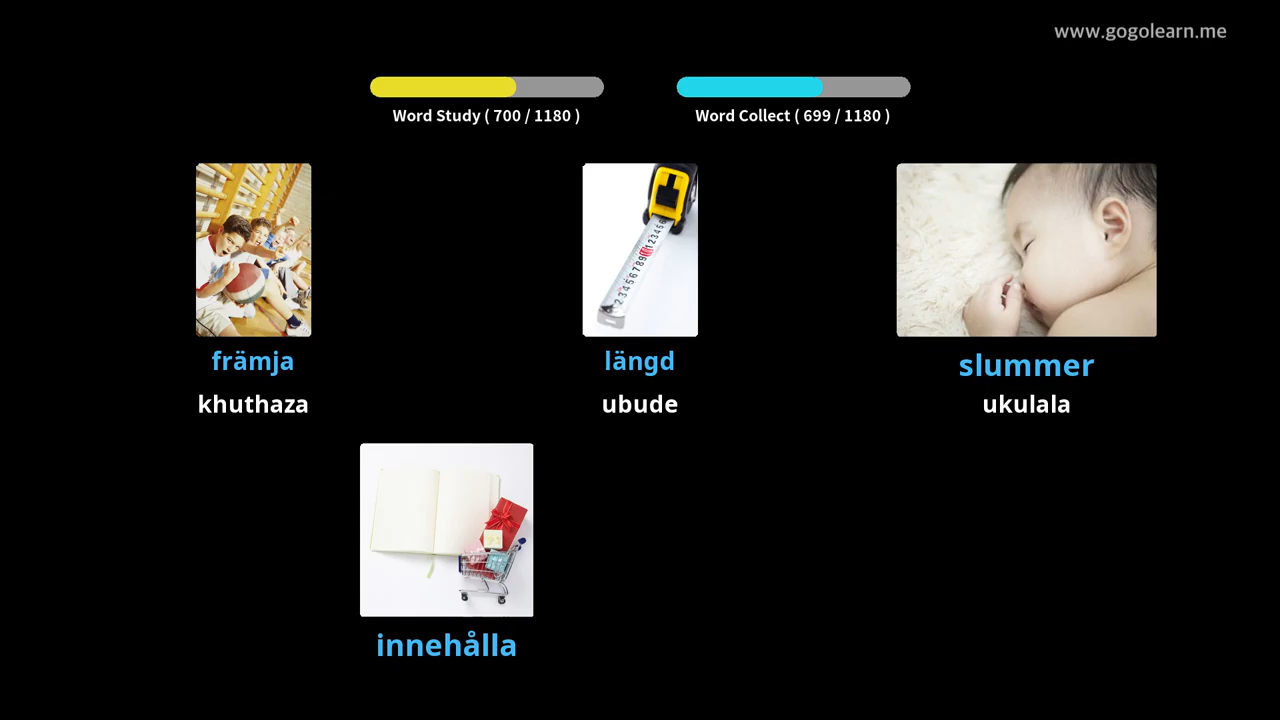 www.gogolearn.me
Word Study ( 700 / 1180 )
Word Collect ( 699 / 1180 )
främja
längd
slummer
khuthaza
ubude
ukulala
innehålla